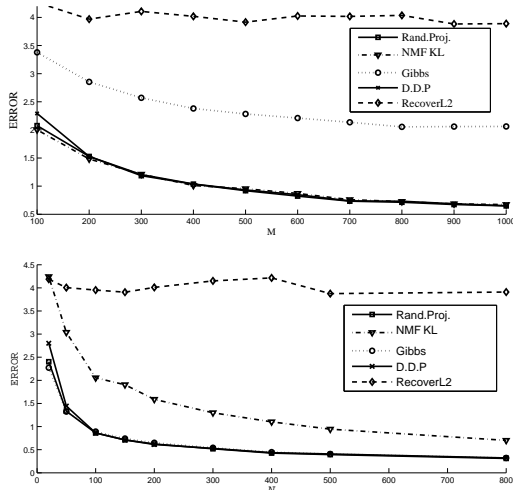 4
3.5
3
2.5
2
1.5
1
0.5
ERROR
Rand.Proj.
NMF KL
Gibbs
D.D.P
RecoverL2
100 200 300 400 500 600 700 800 900 1000
M
4.5
4
3.5
3
2.5
2
1.5
1
0.5
0
ERROR
Rand.Proj.
NMF KL
Gibbs
D.D.P
RecoverL2
0 100 200 300 400 500 600 700 800
N